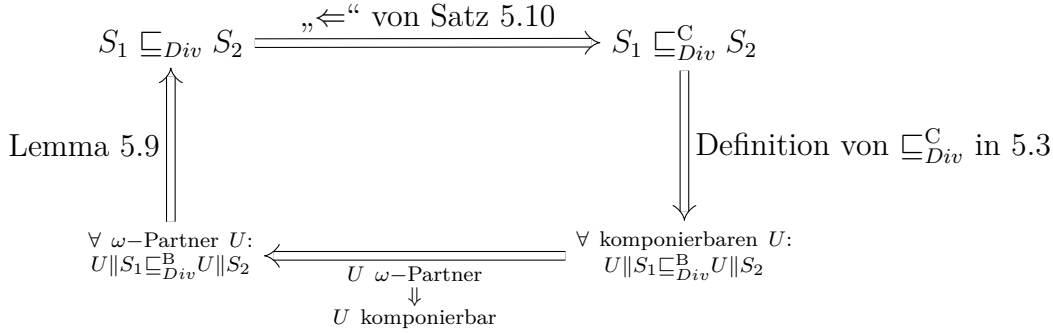 „⇐“ von Satz 5.10
S₁ ⊑_Div S₂
S₁ ⊑^C_Div S₂
Lemma 5.9
Definition von ⊑^C_Div in 5.3
∀ ω−Partner U:
U∥S₁⊑^B_Div U∥S₂
∀ komponierbaren U:
U∥S₁⊑^B_Div U∥S₂
U ω−Partner
⇓
U komponierbar